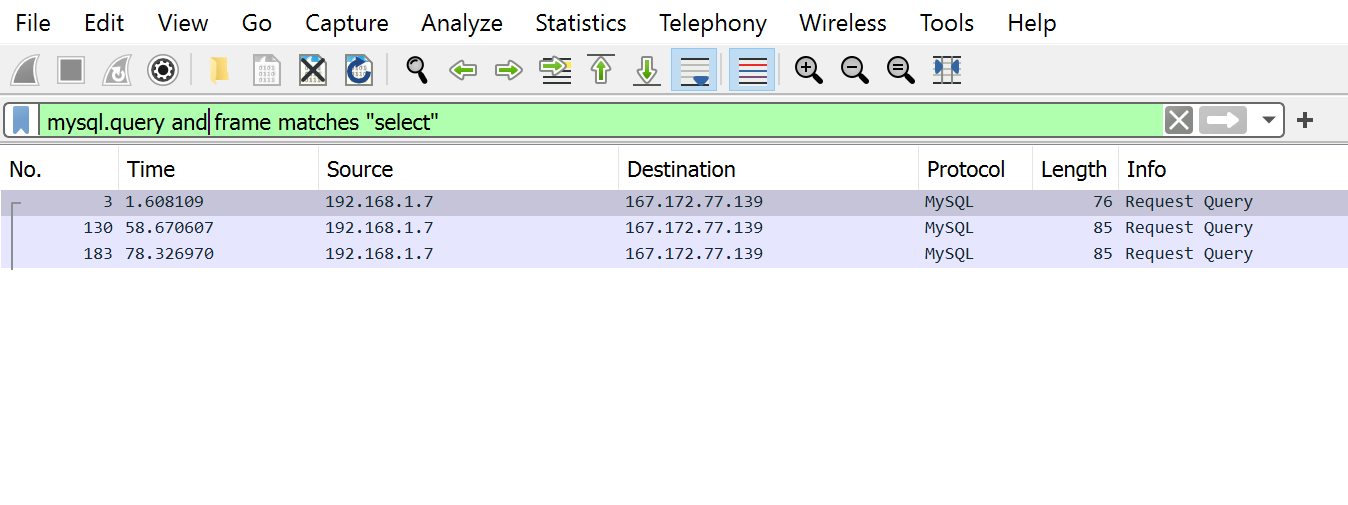 File Edit View Go Capture Analyze Statistics Telephony Wireless Tools Help
mysql.query and frame matches "select"
No. Time Source Destination Protocol Length Info
3 1.608109 192.168.1.7 167.172.77.139 MySQL 76 Request Query
130 58.670607 192.168.1.7 167.172.77.139 MySQL 85 Request Query
183 78.326970 192.168.1.7 167.172.77.139 MySQL 85 Request Query